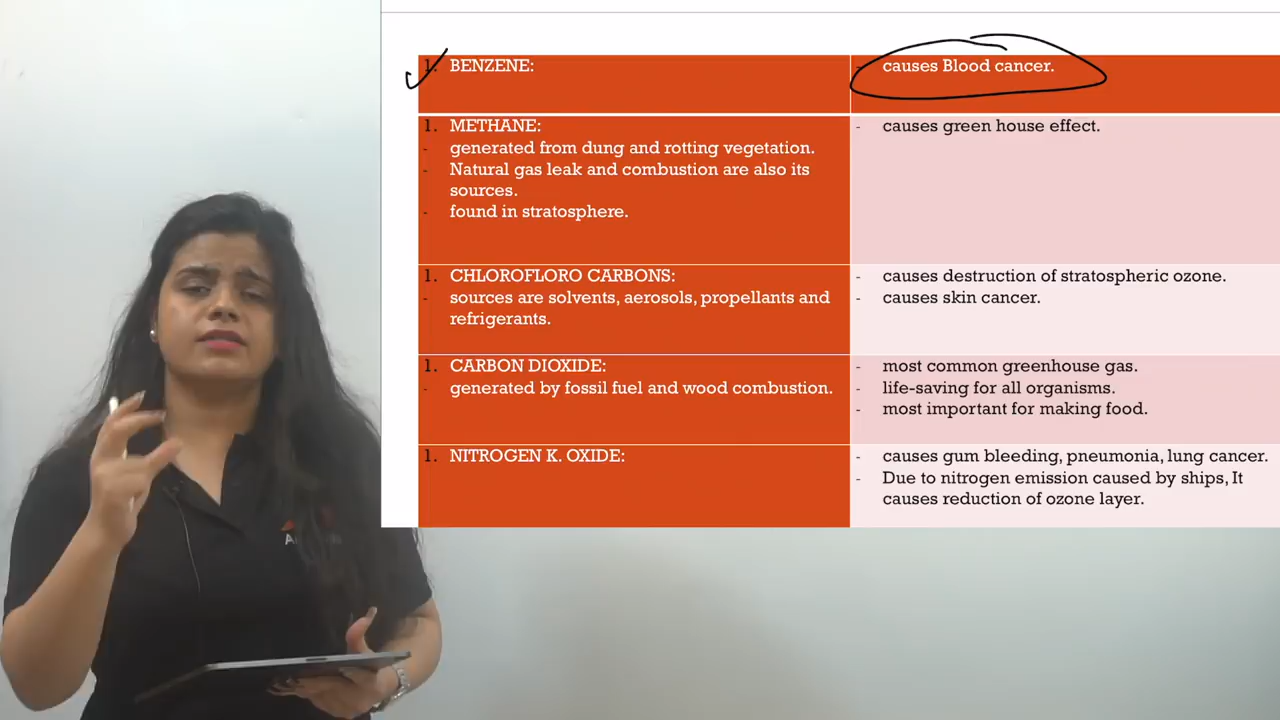 1. BENZENE:
- causes Blood cancer.
1. METHANE:
- generated from dung and rotting vegetation.
- Natural gas leak and combustion are also its
sources.
- found in stratosphere.
- causes green house effect.
1. CHLOROFLORO CARBONS:
- sources are solvents, aerosols, propellants and
refrigerants.
- causes destruction of stratospheric ozone.
- causes skin cancer.
1. CARBON DIOXIDE:
- generated by fossil fuel and wood combustion.
- most common greenhouse gas.
- life-saving for all organisms.
- most important for making food.
1. NITROGEN K. OXIDE:
- causes gum bleeding, pneumonia, lung cancer.
- Due to nitrogen emission caused by ships, It
causes reduction of ozone layer.